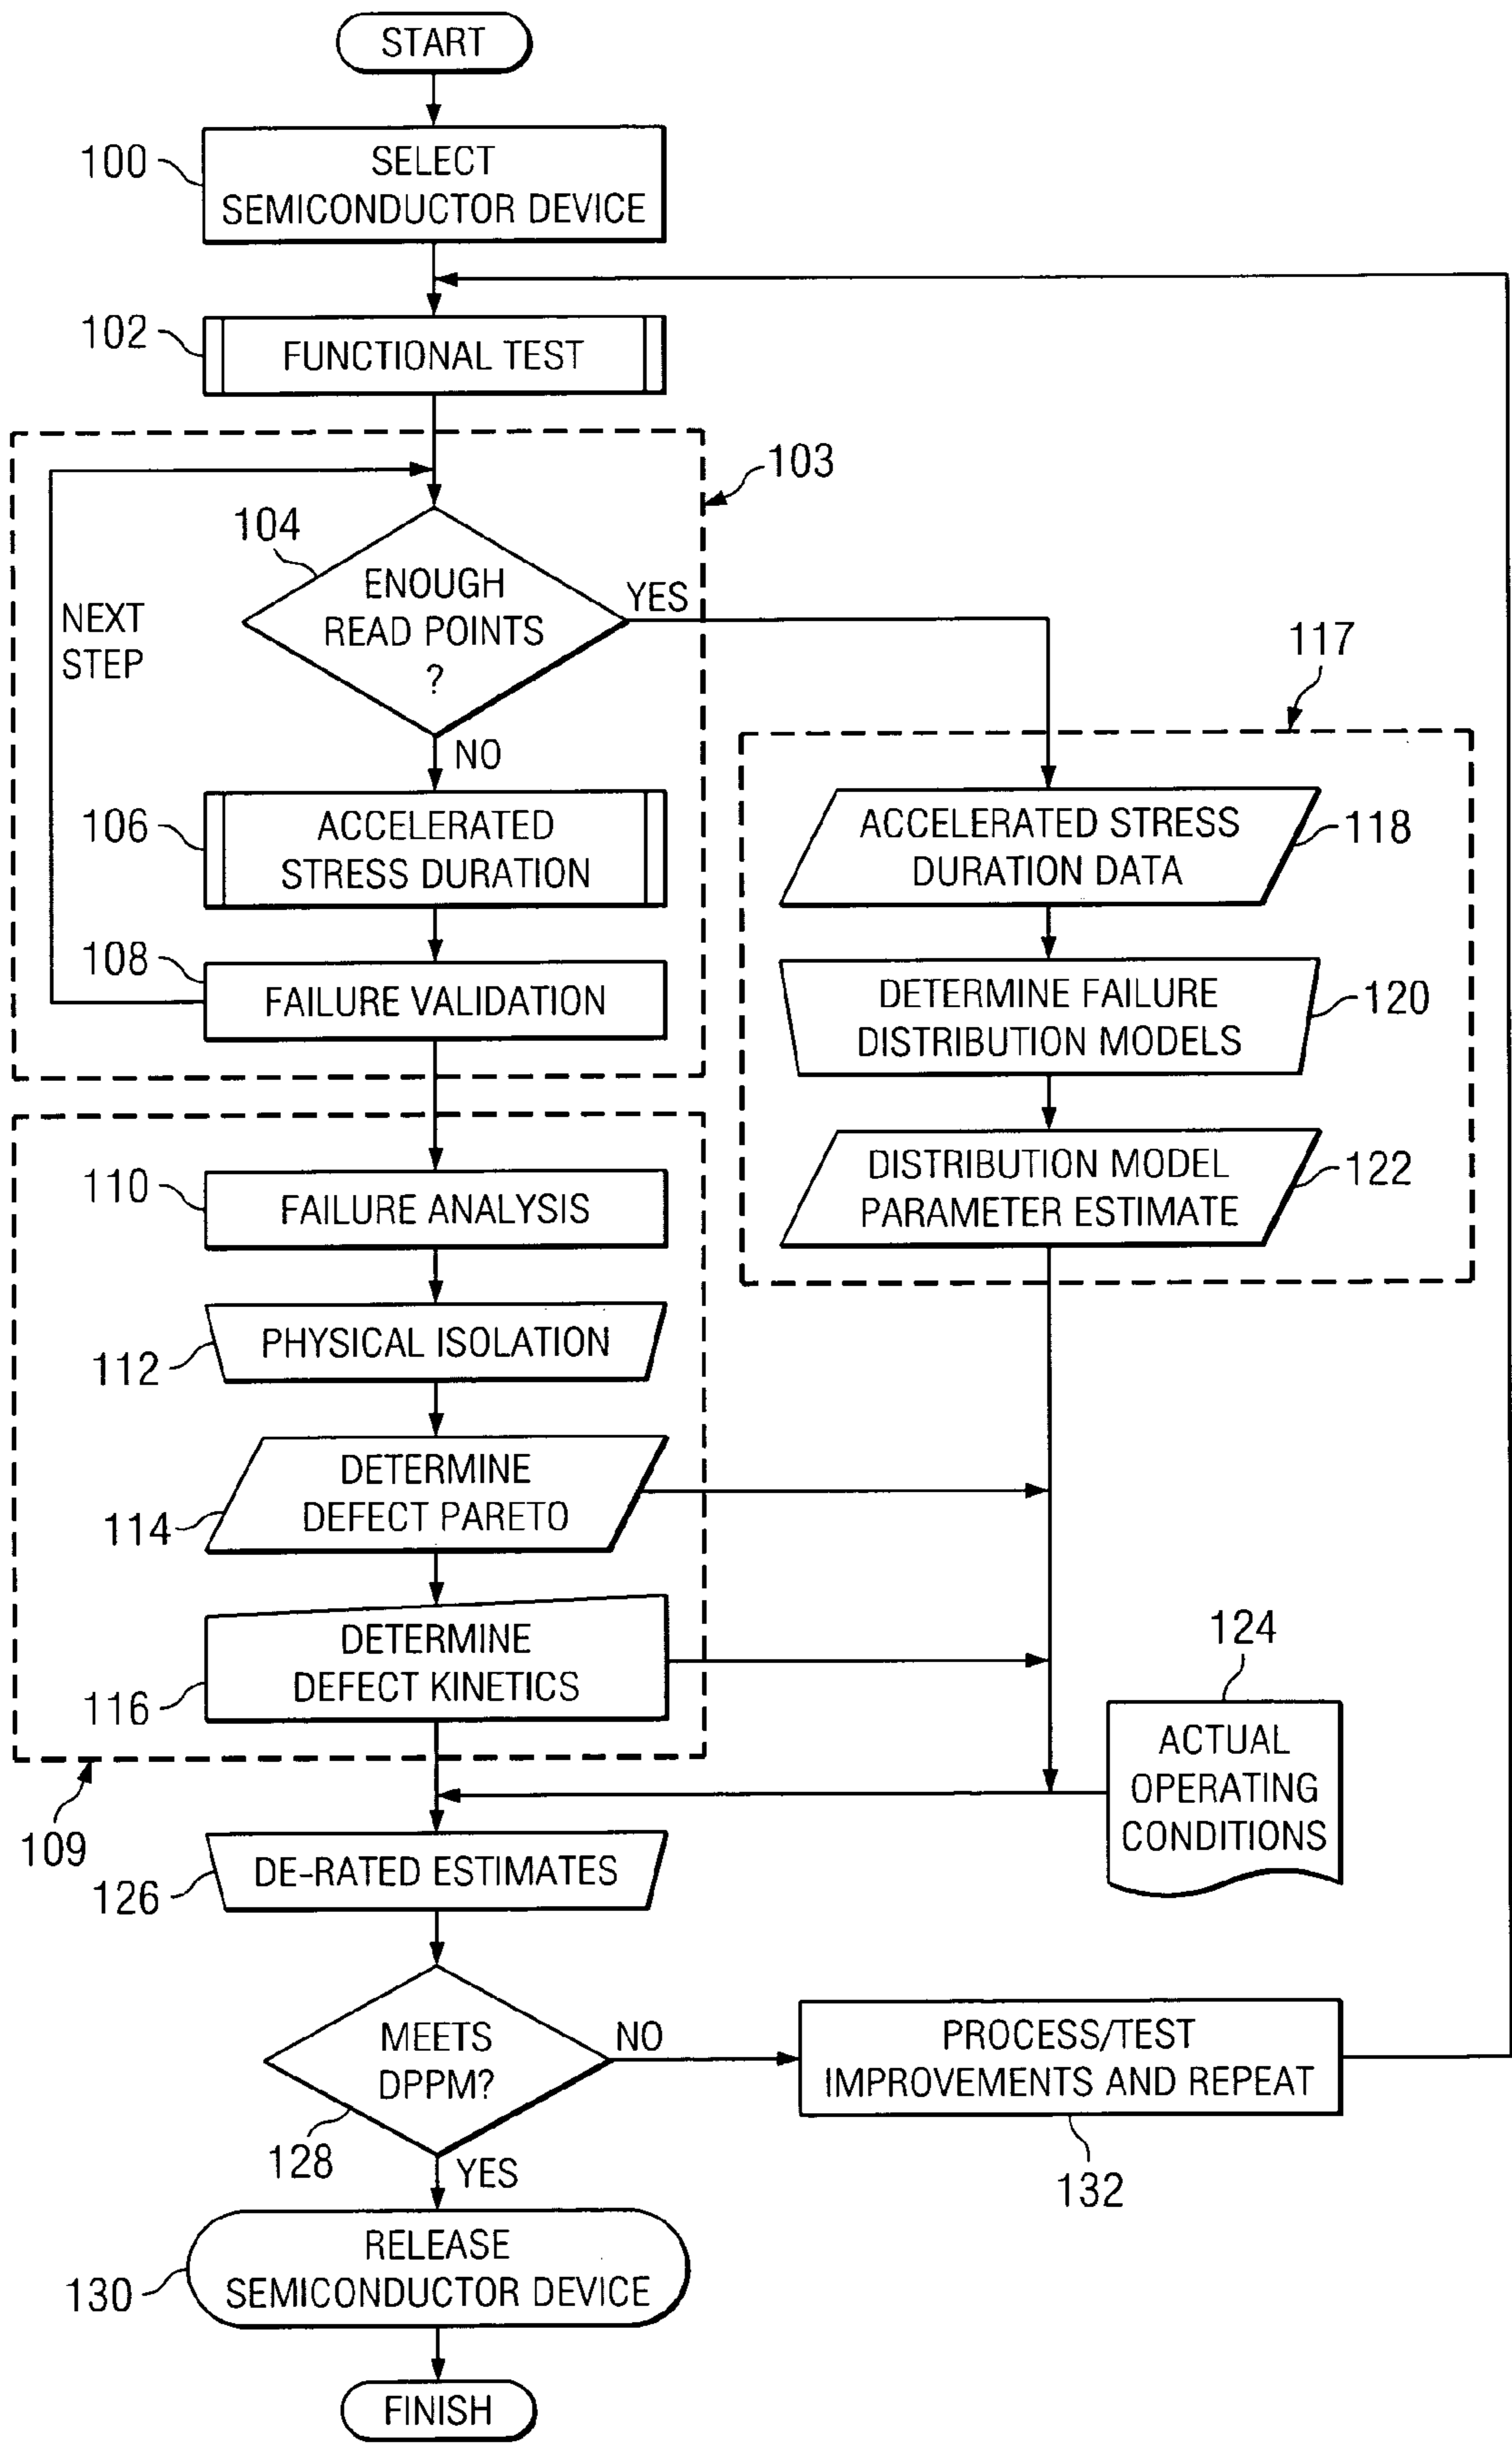 START
100
SELECT
SEMICONDUCTOR DEVICE
102
FUNCTIONAL TEST
103
104
ENOUGH
READ POINTS
?
YES
NEXT
STEP
NO
106
ACCELERATED
STRESS DURATION
108
FAILURE VALIDATION
117
ACCELERATED STRESS
DURATION DATA
118
DETERMINE FAILURE
DISTRIBUTION MODELS
120
DISTRIBUTION MODEL
PARAMETER ESTIMATE
122
110
FAILURE ANALYSIS
112
PHYSICAL ISOLATION
114
DETERMINE
DEFECT PARETO
116
DETERMINE
DEFECT KINETICS
109
124
ACTUAL
OPERATING
CONDITIONS
126
DE-RATED ESTIMATES
MEETS
DPPM?
128
NO
PROCESS/TEST
IMPROVEMENTS AND REPEAT
132
YES
130
RELEASE
SEMICONDUCTOR DEVICE
FINISH